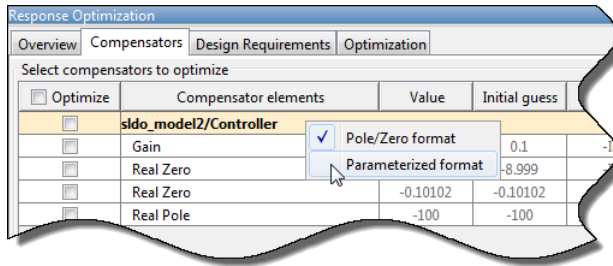 Response Optimization
Overview Compensators Design Requirements Optimization
Select compensators to optimize
Optimize Compensator elements Value Initial guess
sldo_model2/Controller
✓ Pole/Zero format
Gain 0.1 -1
Parameterized format
Real Zero -8.999
Real Zero -0.10102 -0.10102
Real Pole -100 -100